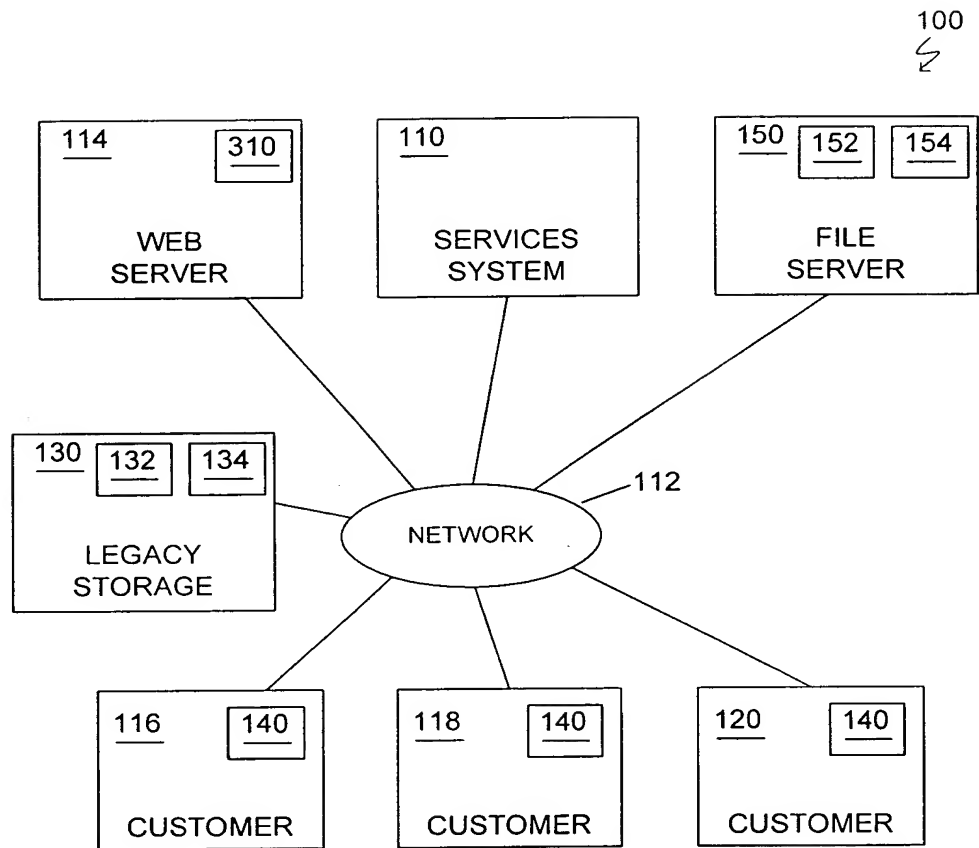 100
114 310
WEB
SERVER
110
SERVICES
SYSTEM
150 152 154
FILE
SERVER
130 132 134
LEGACY
STORAGE
NETWORK
112
116 140
CUSTOMER
118 140
CUSTOMER
120 140
CUSTOMER